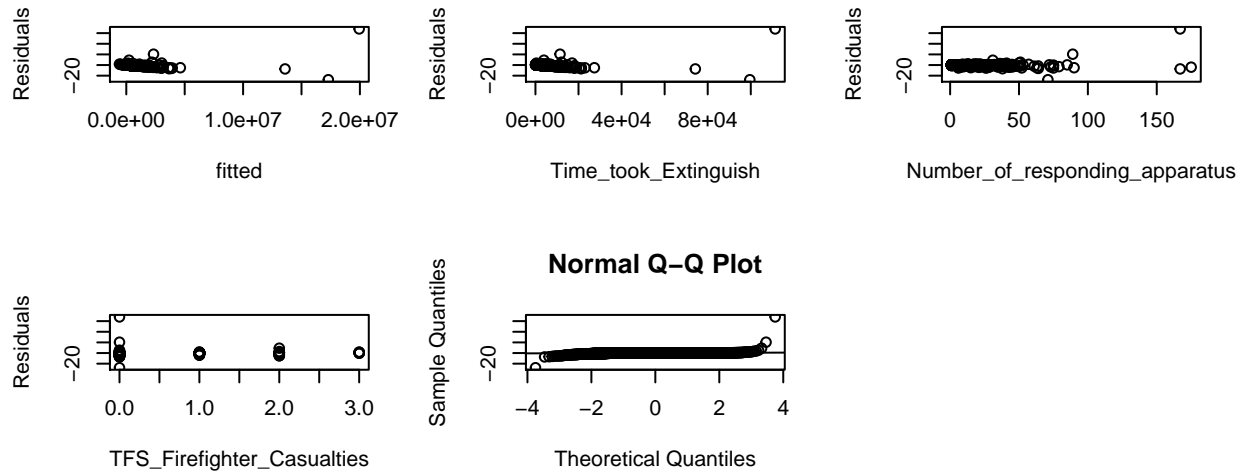 Residuals
−20
0.0e+00 1.0e+07 2.0e+07
fitted
Residuals
−20
0e+00 4e+04 8e+04
Time_took_Extinguish
Residuals
−20
0 50 100 150
Number_of_responding_apparatus
Residuals
−20
0.0 1.0 2.0 3.0
TFS_Firefighter_Casualties
Normal Q−Q Plot
Sample Quantiles
−20
−4 −2 0 2 4
Theoretical Quantiles